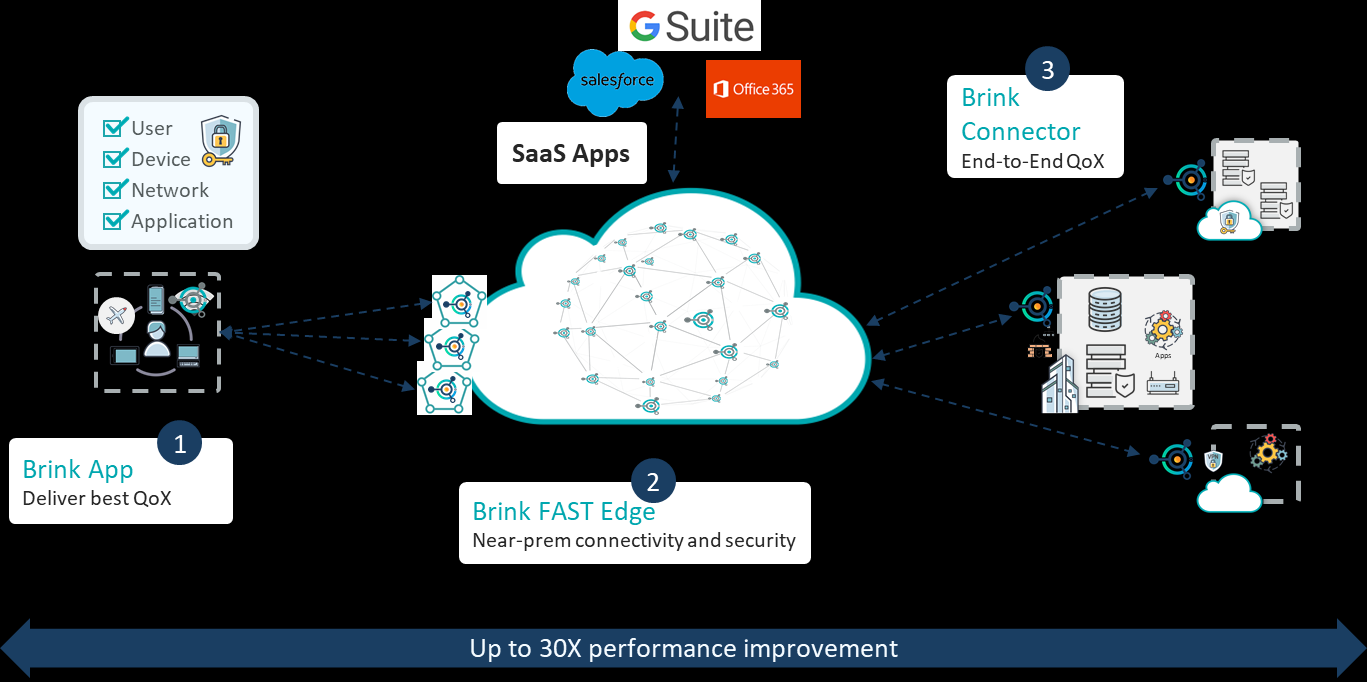 G Suite
salesforce
Office 365
SaaS Apps
User
Device
Network
Application
1
Brink App
Deliver best QoX
2
Brink FAST Edge
Near-prem connectivity and security
3
Brink
Connector
End-to-End QoX
Apps
VPN
Up to 30X performance improvement